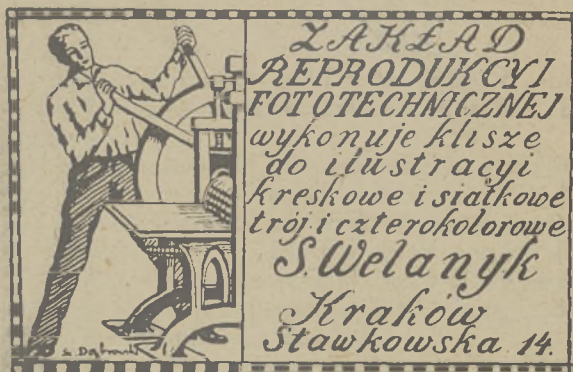 ZAKŁAD
REPRODUKCYI
FOTOTECHNICZNEJ
wykonuje klisze
do ilustracyi
kreskowe i siatkowe
trój. i czterokolorowe
S. Welanyk
Kraków
Sławkowska 14.